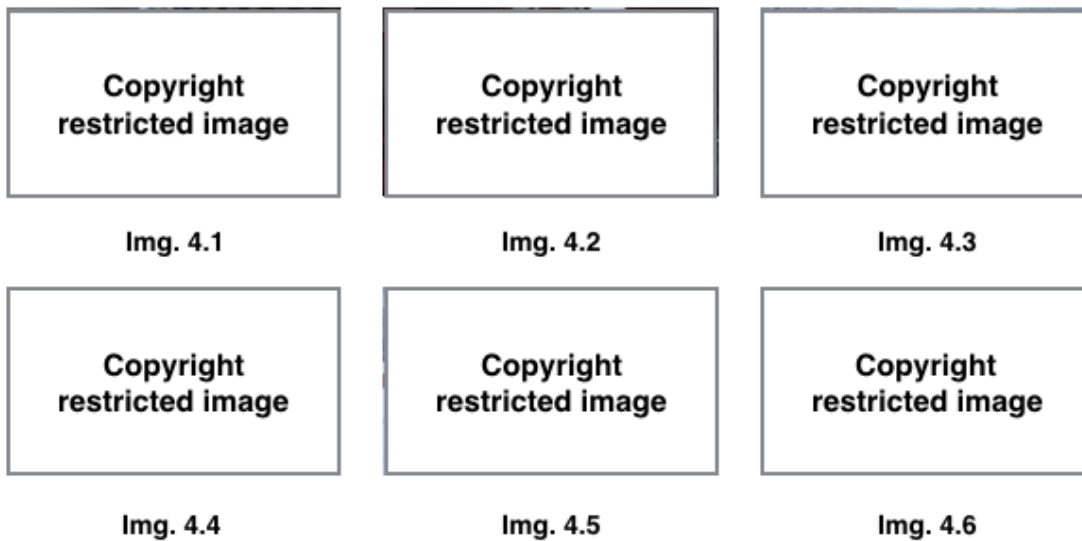 Copyright
restricted image
Copyright
restricted image
Copyright
restricted image
Img. 4.1
Img. 4.2
Img. 4.3
Copyright
restricted image
Copyright
restricted image
Copyright
restricted image
Img. 4.4
Img. 4.5
Img. 4.6